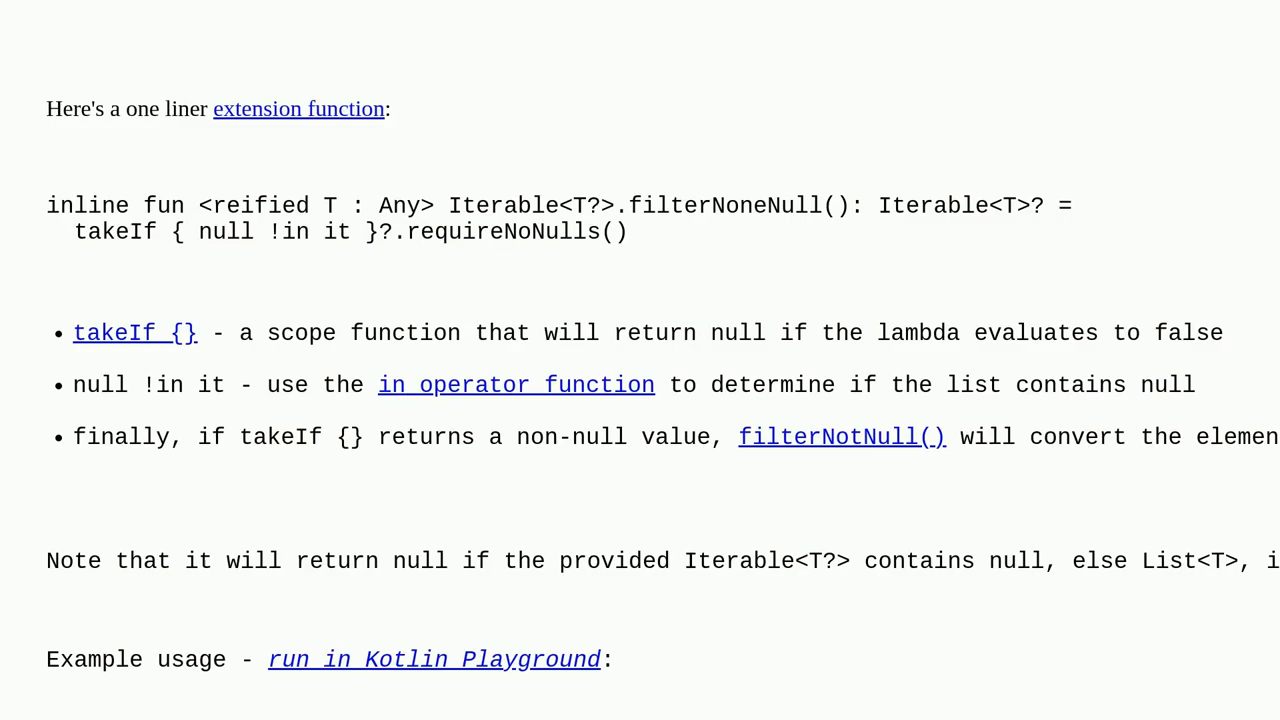 Here's a one liner extension function:
inline fun <reified T : Any> Iterable<T?>.filterNoneNull(): Iterable<T>? =
takeIf { null !in it }?.requireNoNulls()
• takeIf {} - a scope function that will return null if the lambda evaluates to false
• null !in it - use the in operator function to determine if the list contains null
• finally, if takeIf {} returns a non-null value, filterNotNull() will convert the elemen
Note that it will return null if the provided Iterable<T?> contains null, else List<T>, i
Example usage - run in Kotlin Playground: